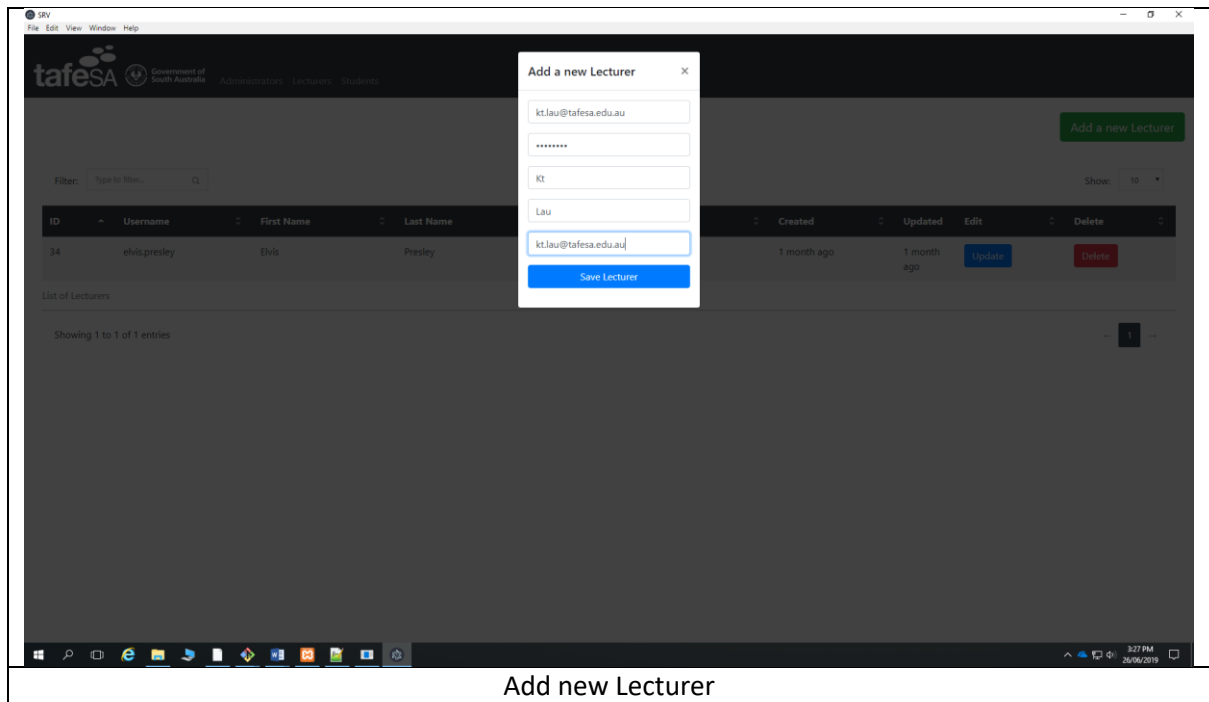 SRV
File Edit View Window Help
tafeSA Government of South Australia Administrators Lecturers Students
Add a new Lecturer ×
kt.lau@tafesa.edu.au
••••••••
Kt
Lau
kt.lau@tafesa.edu.au
Save Lecturer
Add a new Lecturer
Filter: Type to filter... Show: 10
ID Username First Name Last Name Created Updated Edit Delete
34 elvis.presley Elvis Presley 1 month ago 1 month ago Update Delete
List of Lecturers
Showing 1 to 1 of 1 entries
← 1 →
3:27 PM
26/06/2019
Add new Lecturer